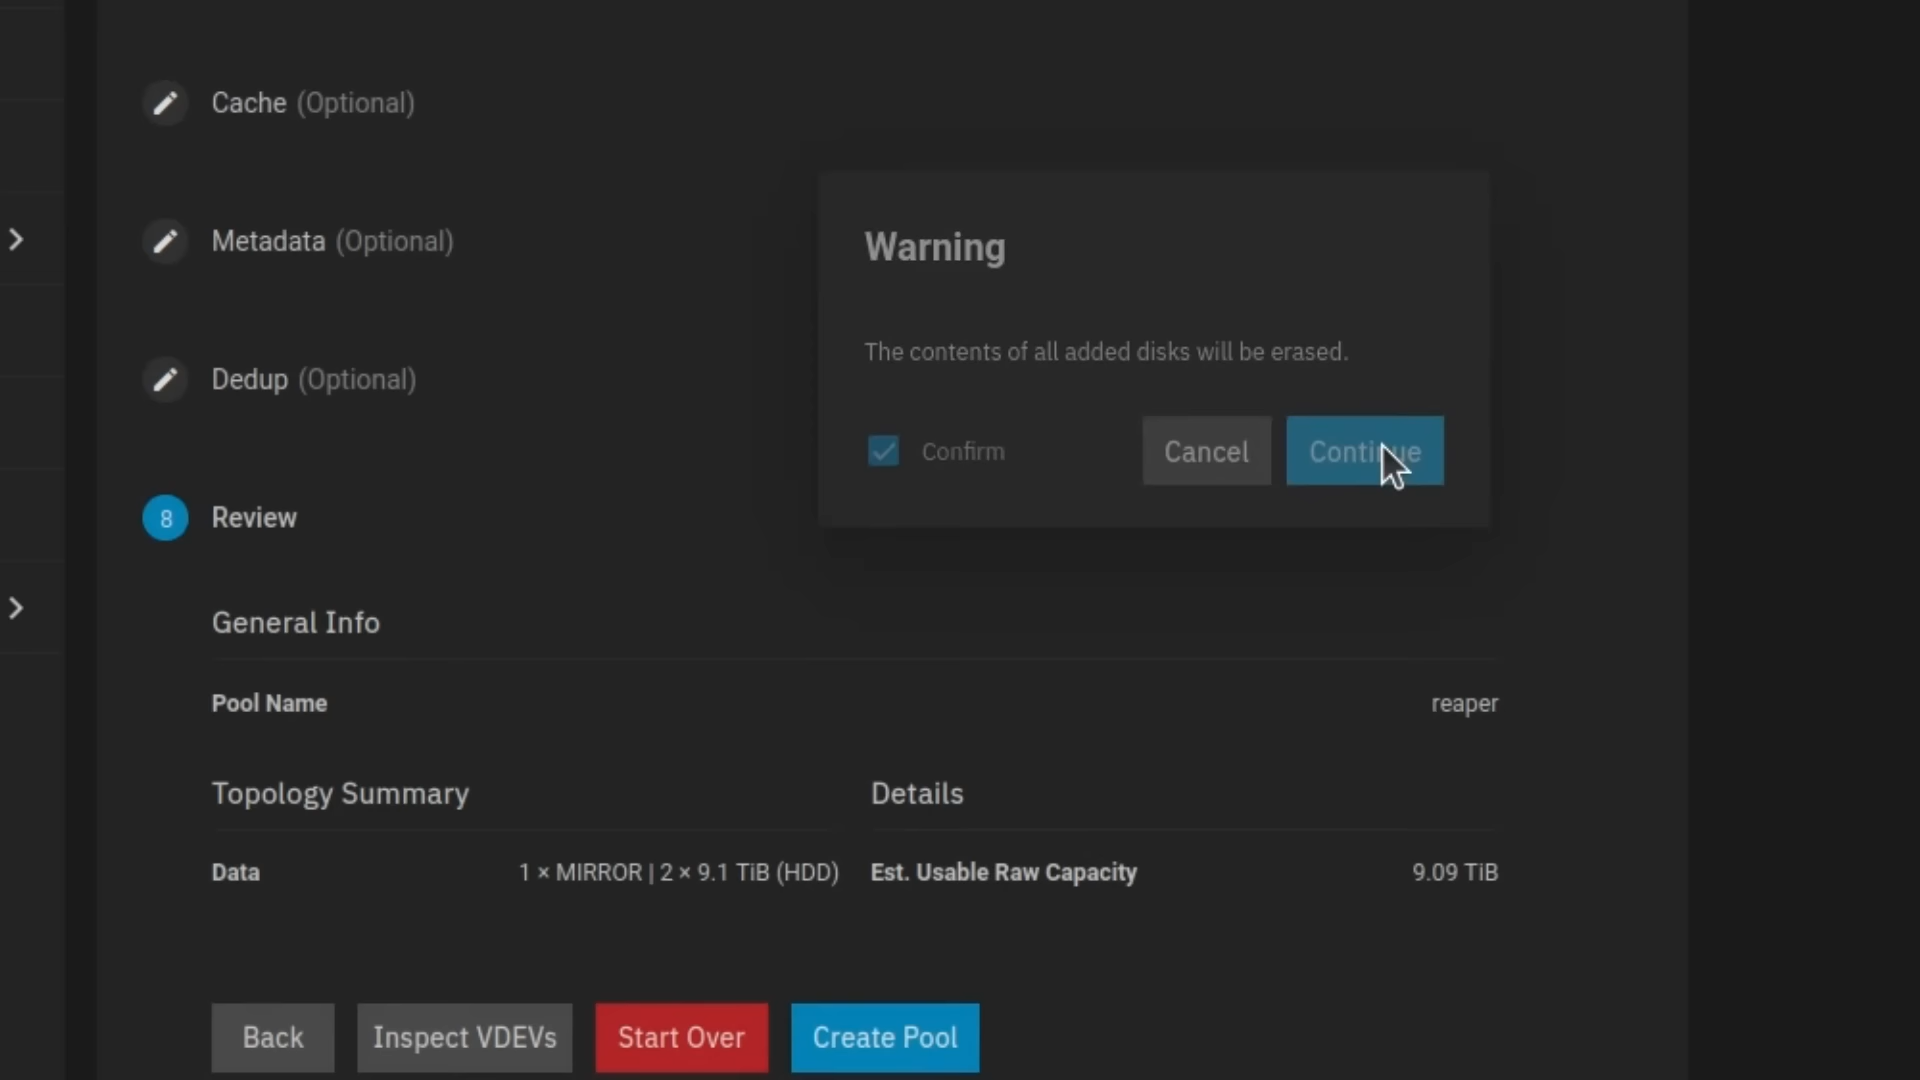 Cache (Optional)
Metadata (Optional)
Warning
The contents of all added disks will be erased.
Dedup (Optional)
Confirm
Cancel
Continue
8
Review
General Info
Pool Name
reaper
Topology Summary
Details
Data
1 × MIRROR | 2 × 9.1 TiB (HDD)
Est. Usable Raw Capacity
9.09 TiB
Back
Inspect VDEVs
Start Over
Create Pool